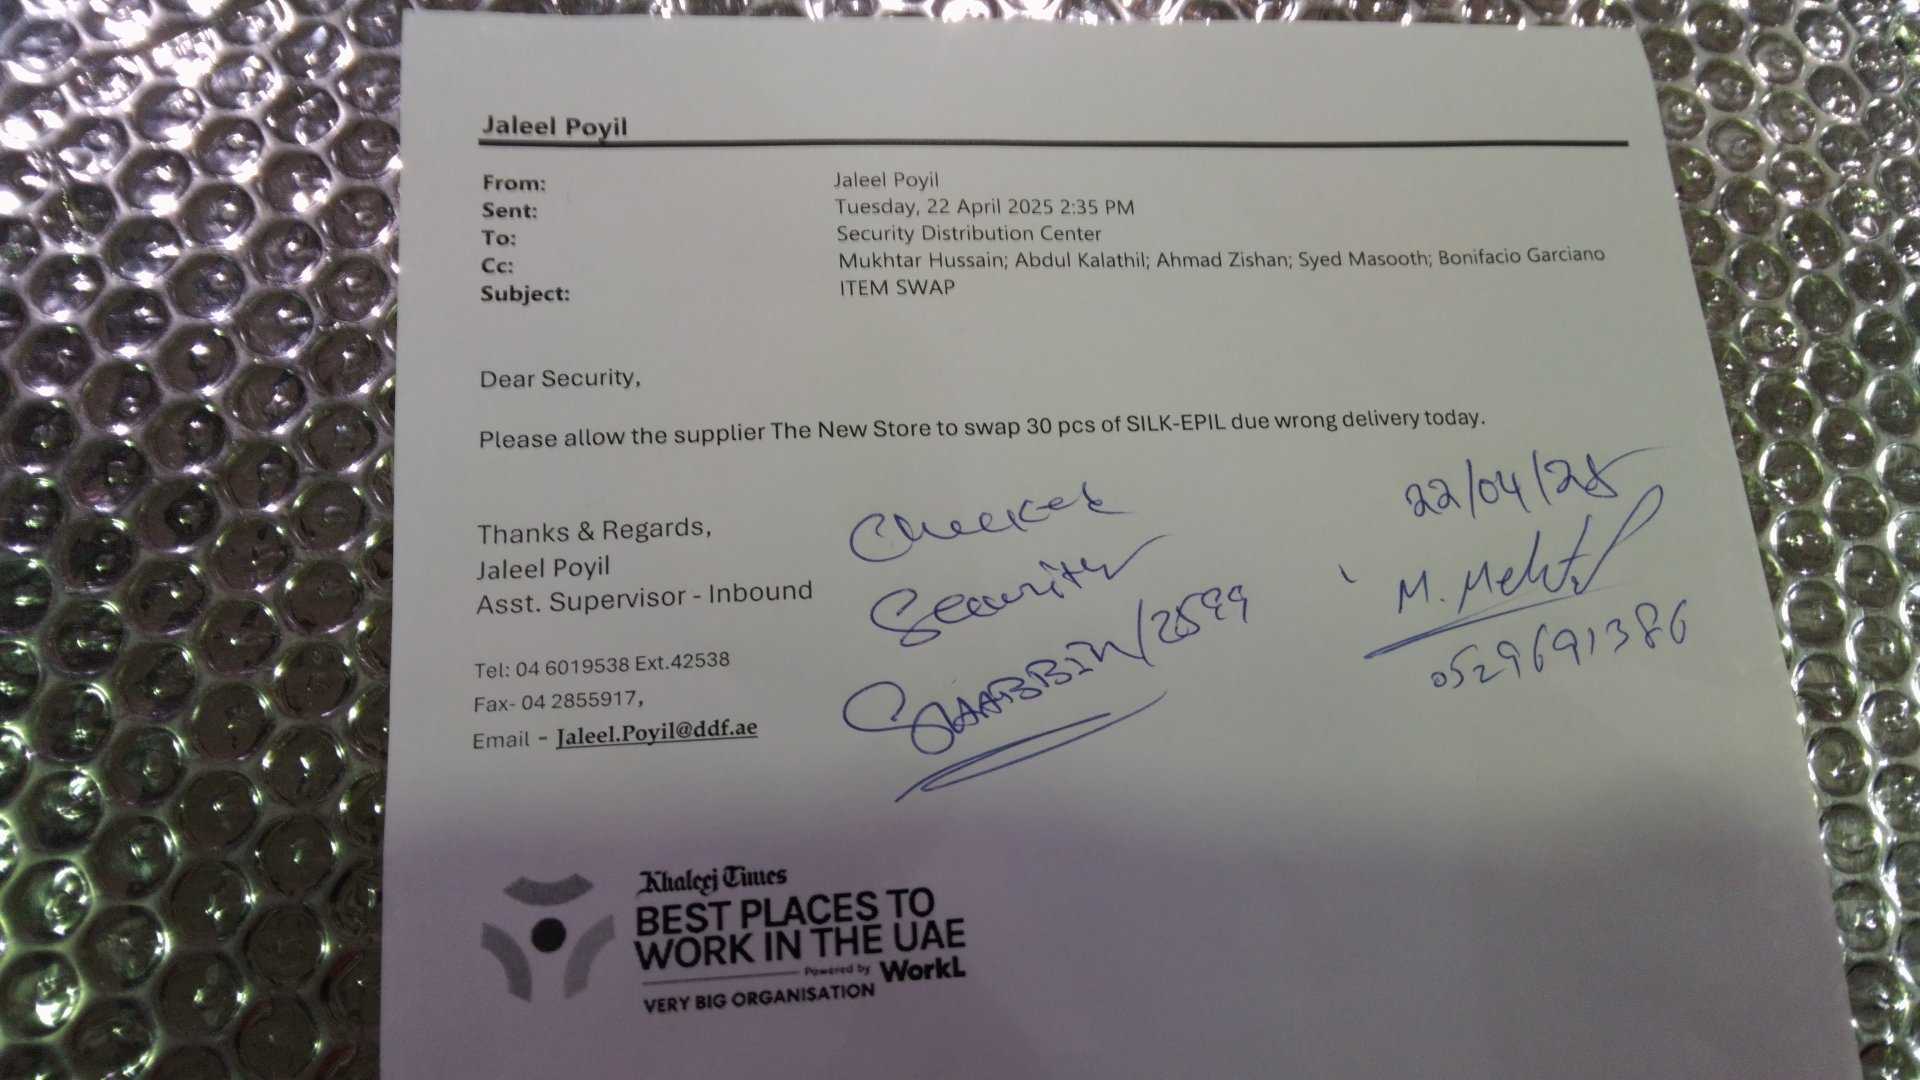 Jaleel Poyil
From: Jaleel Poyil
Sent: Tuesday, 22 April 2025 2:35 PM
To: Security Distribution Center
Cc: Mukhtar Hussain; Abdul Kalathil; Ahmad Zishan; Syed Masooth; Bonifacio Garciano
Subject: ITEM SWAP
Dear Security,
Please allow the supplier The New Store to swap 30 pcs of SILK-EPIL due wrong delivery today.
Thanks & Regards,
Jaleel Poyil
Asst. Supervisor - Inbound
Tel: 04 6019538 Ext.42538
Fax- 04 2855917,
Email - Jaleel.Poyil@ddf.ae
Checked
Security
/2599
22/04/25
M.
0529691386
Khaleej Times
BEST PLACES TO
WORK IN THE UAE
Powered by WorkL
VERY BIG ORGANISATION